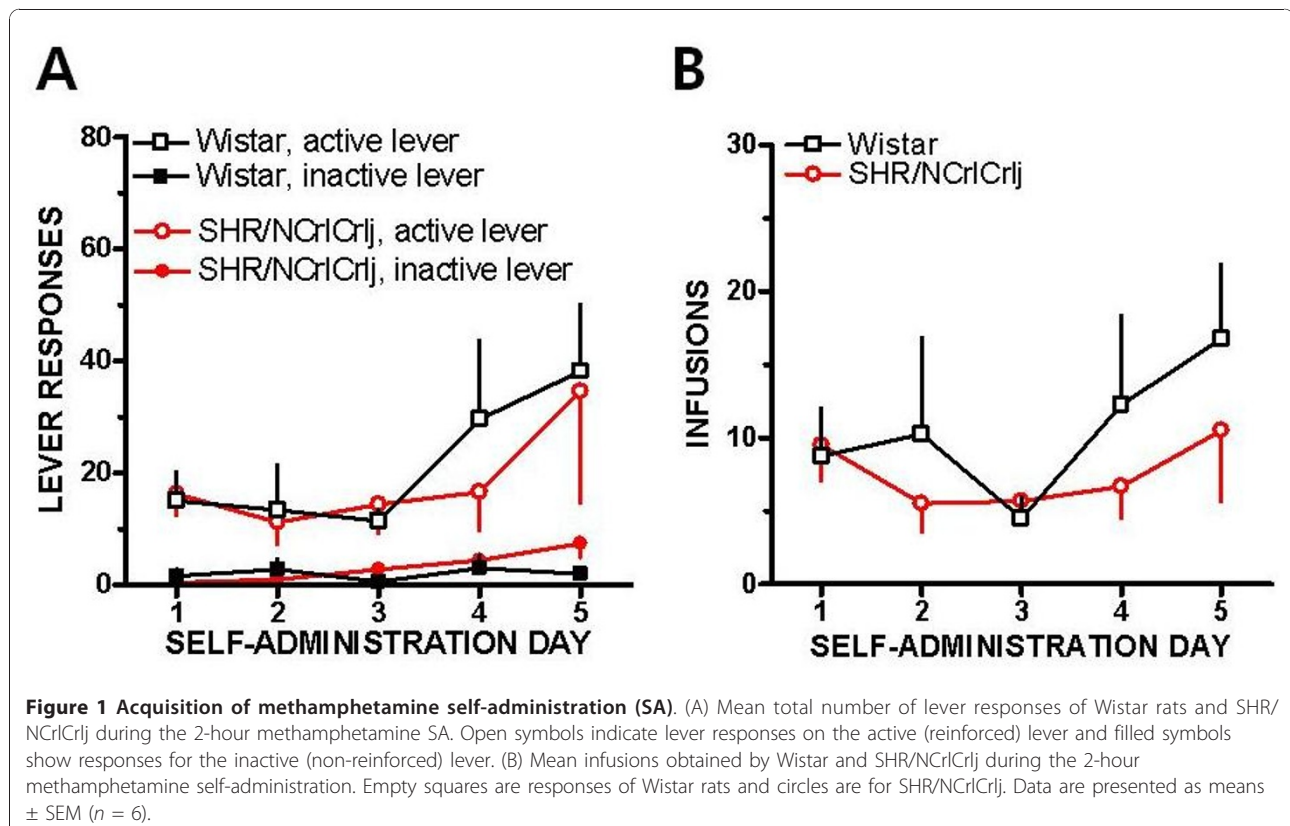 A
80
60
40
20
0
LEVER RESPONSES
Wistar, active lever
Wistar, inactive lever
SHR/NCrlCrlj, active lever
SHR/NCrlCrlj, inactive lever
1 2 3 4 5
SELF-ADMINISTRATION DAY
B
30
20
10
0
INFUSIONS
Wistar
SHR/NCrlCrlj
1 2 3 4 5
SELF-ADMINISTRATION DAY
Figure 1 Acquisition of methamphetamine self-administration (SA). (A) Mean total number of lever responses of Wistar rats and SHR/
NCrlCrlj during the 2-hour methamphetamine SA. Open symbols indicate lever responses on the active (reinforced) lever and filled symbols
show responses for the inactive (non-reinforced) lever. (B) Mean infusions obtained by Wistar and SHR/NCrlCrlj during the 2-hour
methamphetamine self-administration. Empty squares are responses of Wistar rats and circles are for SHR/NCrlCrlj. Data are presented as means
± SEM (n = 6).